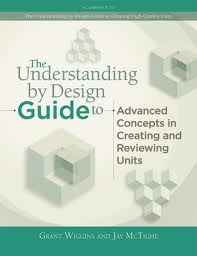 A COMPANION TO
The Understanding by Design Guide to Creating High-Quality Units
The
Understanding
by Design
Guide to
Advanced
Concepts in
Creating and
Reviewing
Units
GRANT WIGGINS AND JAY MCTIGHE